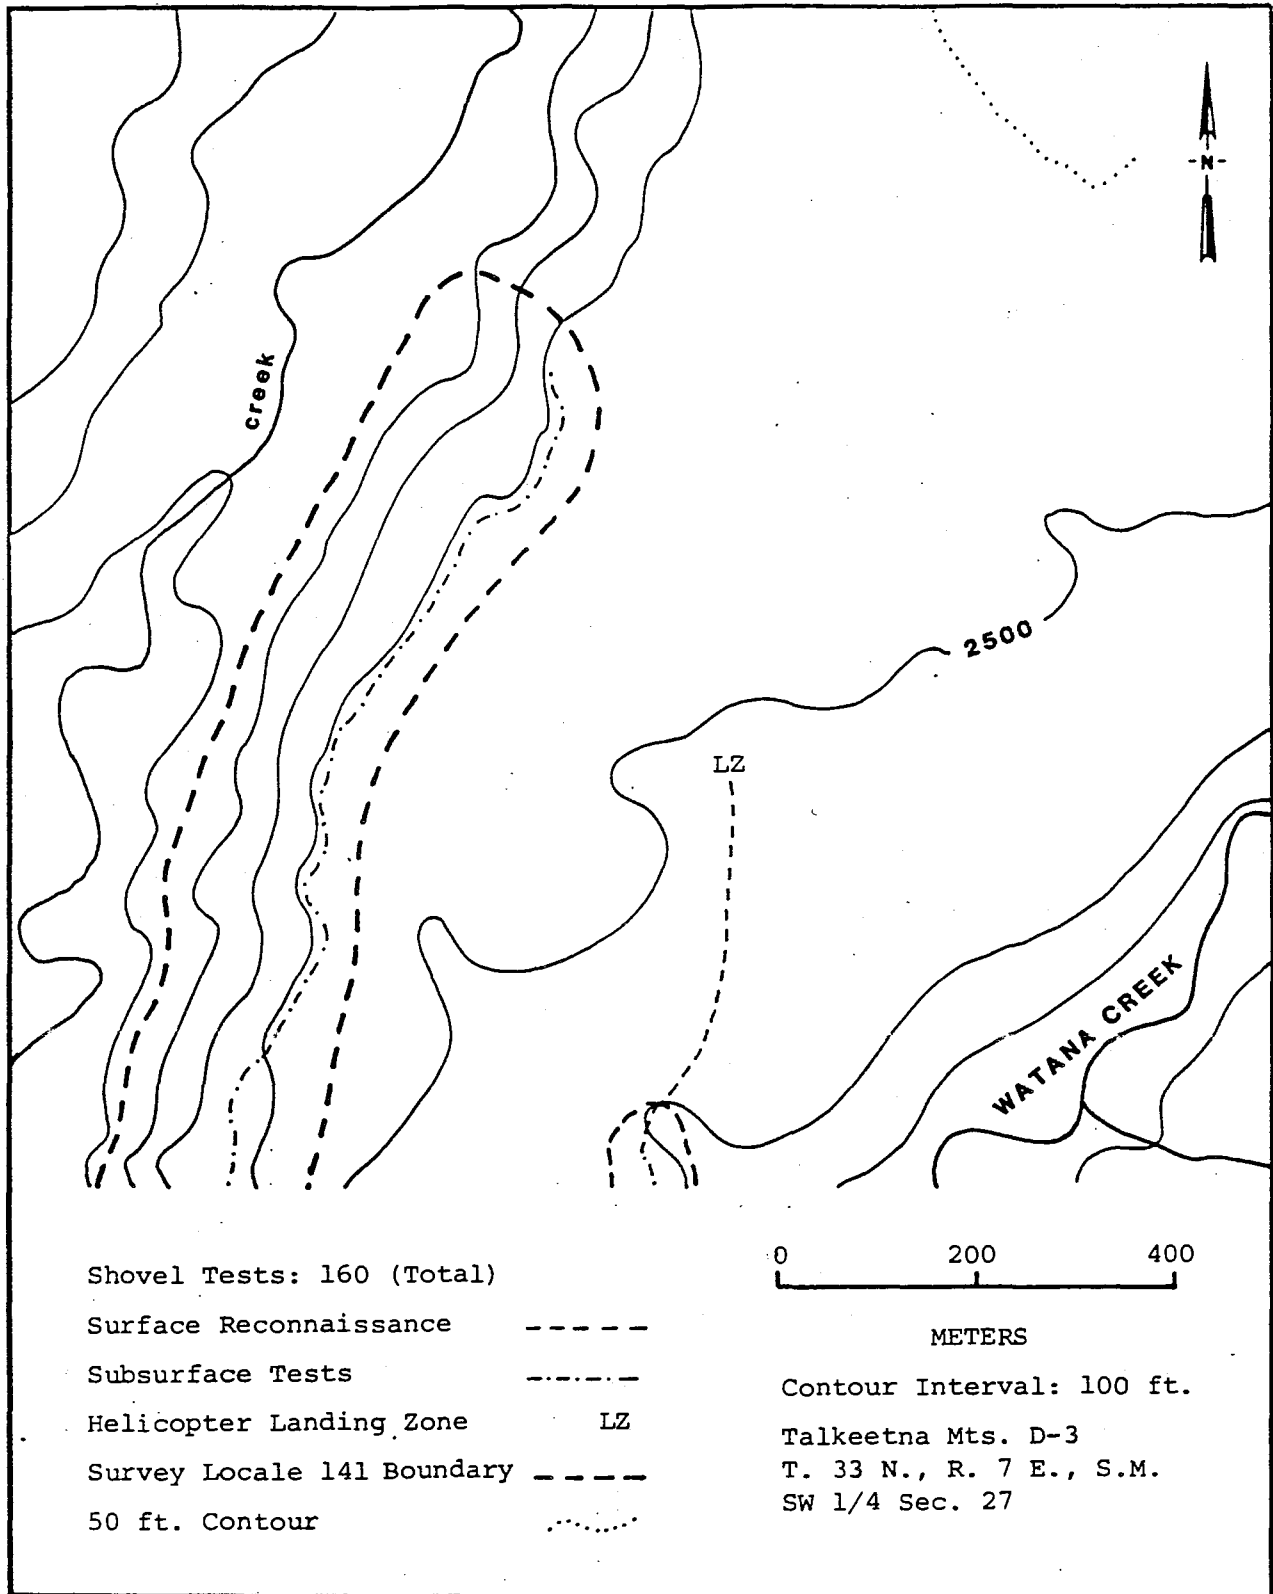 -N-
creek
2500
LZ
WATANA CREEK
Shovel Tests: 160 (Total)
Surface Reconnaissance
Subsurface Tests
Helicopter Landing Zone LZ
Survey Locale 141 Boundary
50 ft. Contour
0 200 400
METERS
Contour Interval: 100 ft.
Talkeetna Mts. D-3
T. 33 N., R. 7 E., S.M.
SW 1/4 Sec. 27